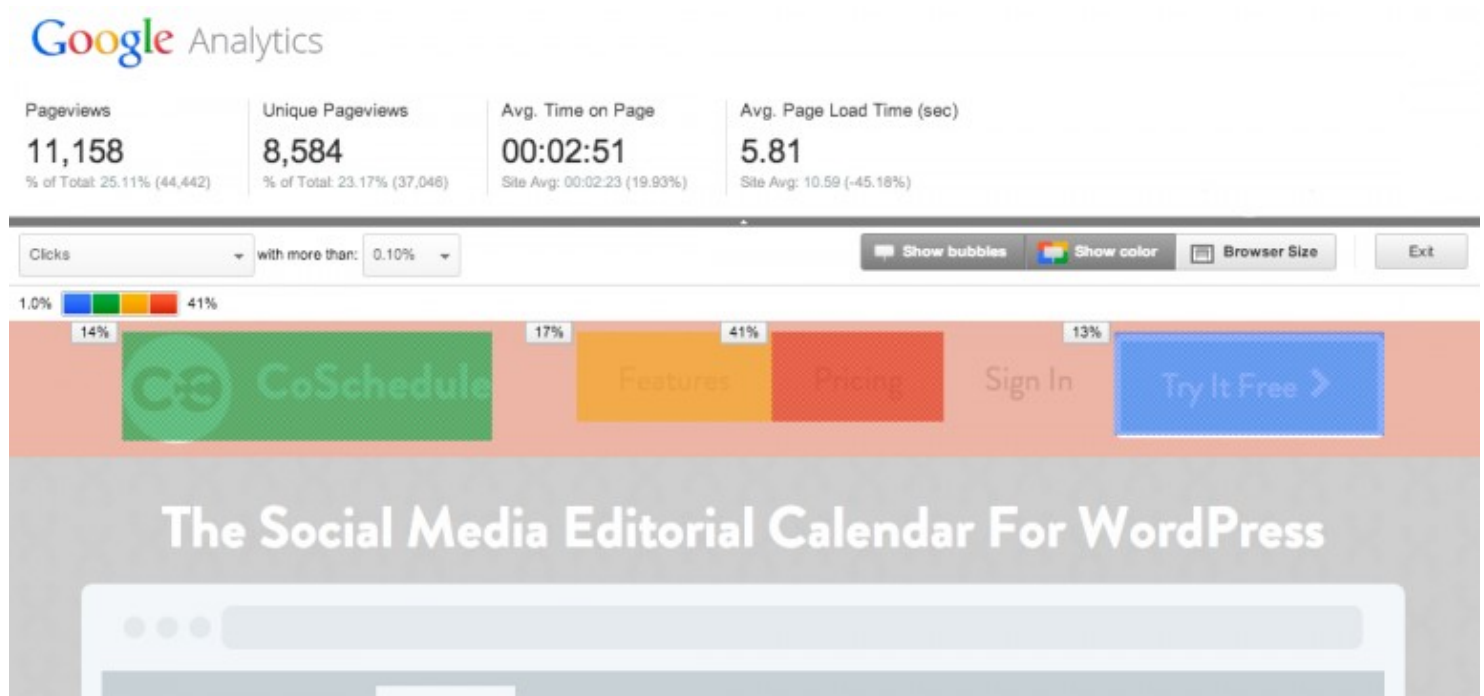 Google Analytics
Pageviews
11,158
% of Total: 25.11% (44,442)
Unique Pageviews
8,584
% of Total: 23.17% (37,046)
Avg. Time on Page
00:02:51
Site Avg: 00:02:23 (19.93%)
Avg. Page Load Time (sec)
5.81
Site Avg: 10.59 (-45.18%)
Clicks
with more than:
0.10%
Show bubbles
Show color
Browser Size
Exit
1.0%
41%
14%
17%
41%
13%
CoSchedule
Features
Pricing
Sign In
Try It Free >
The Social Media Editorial Calendar For WordPress